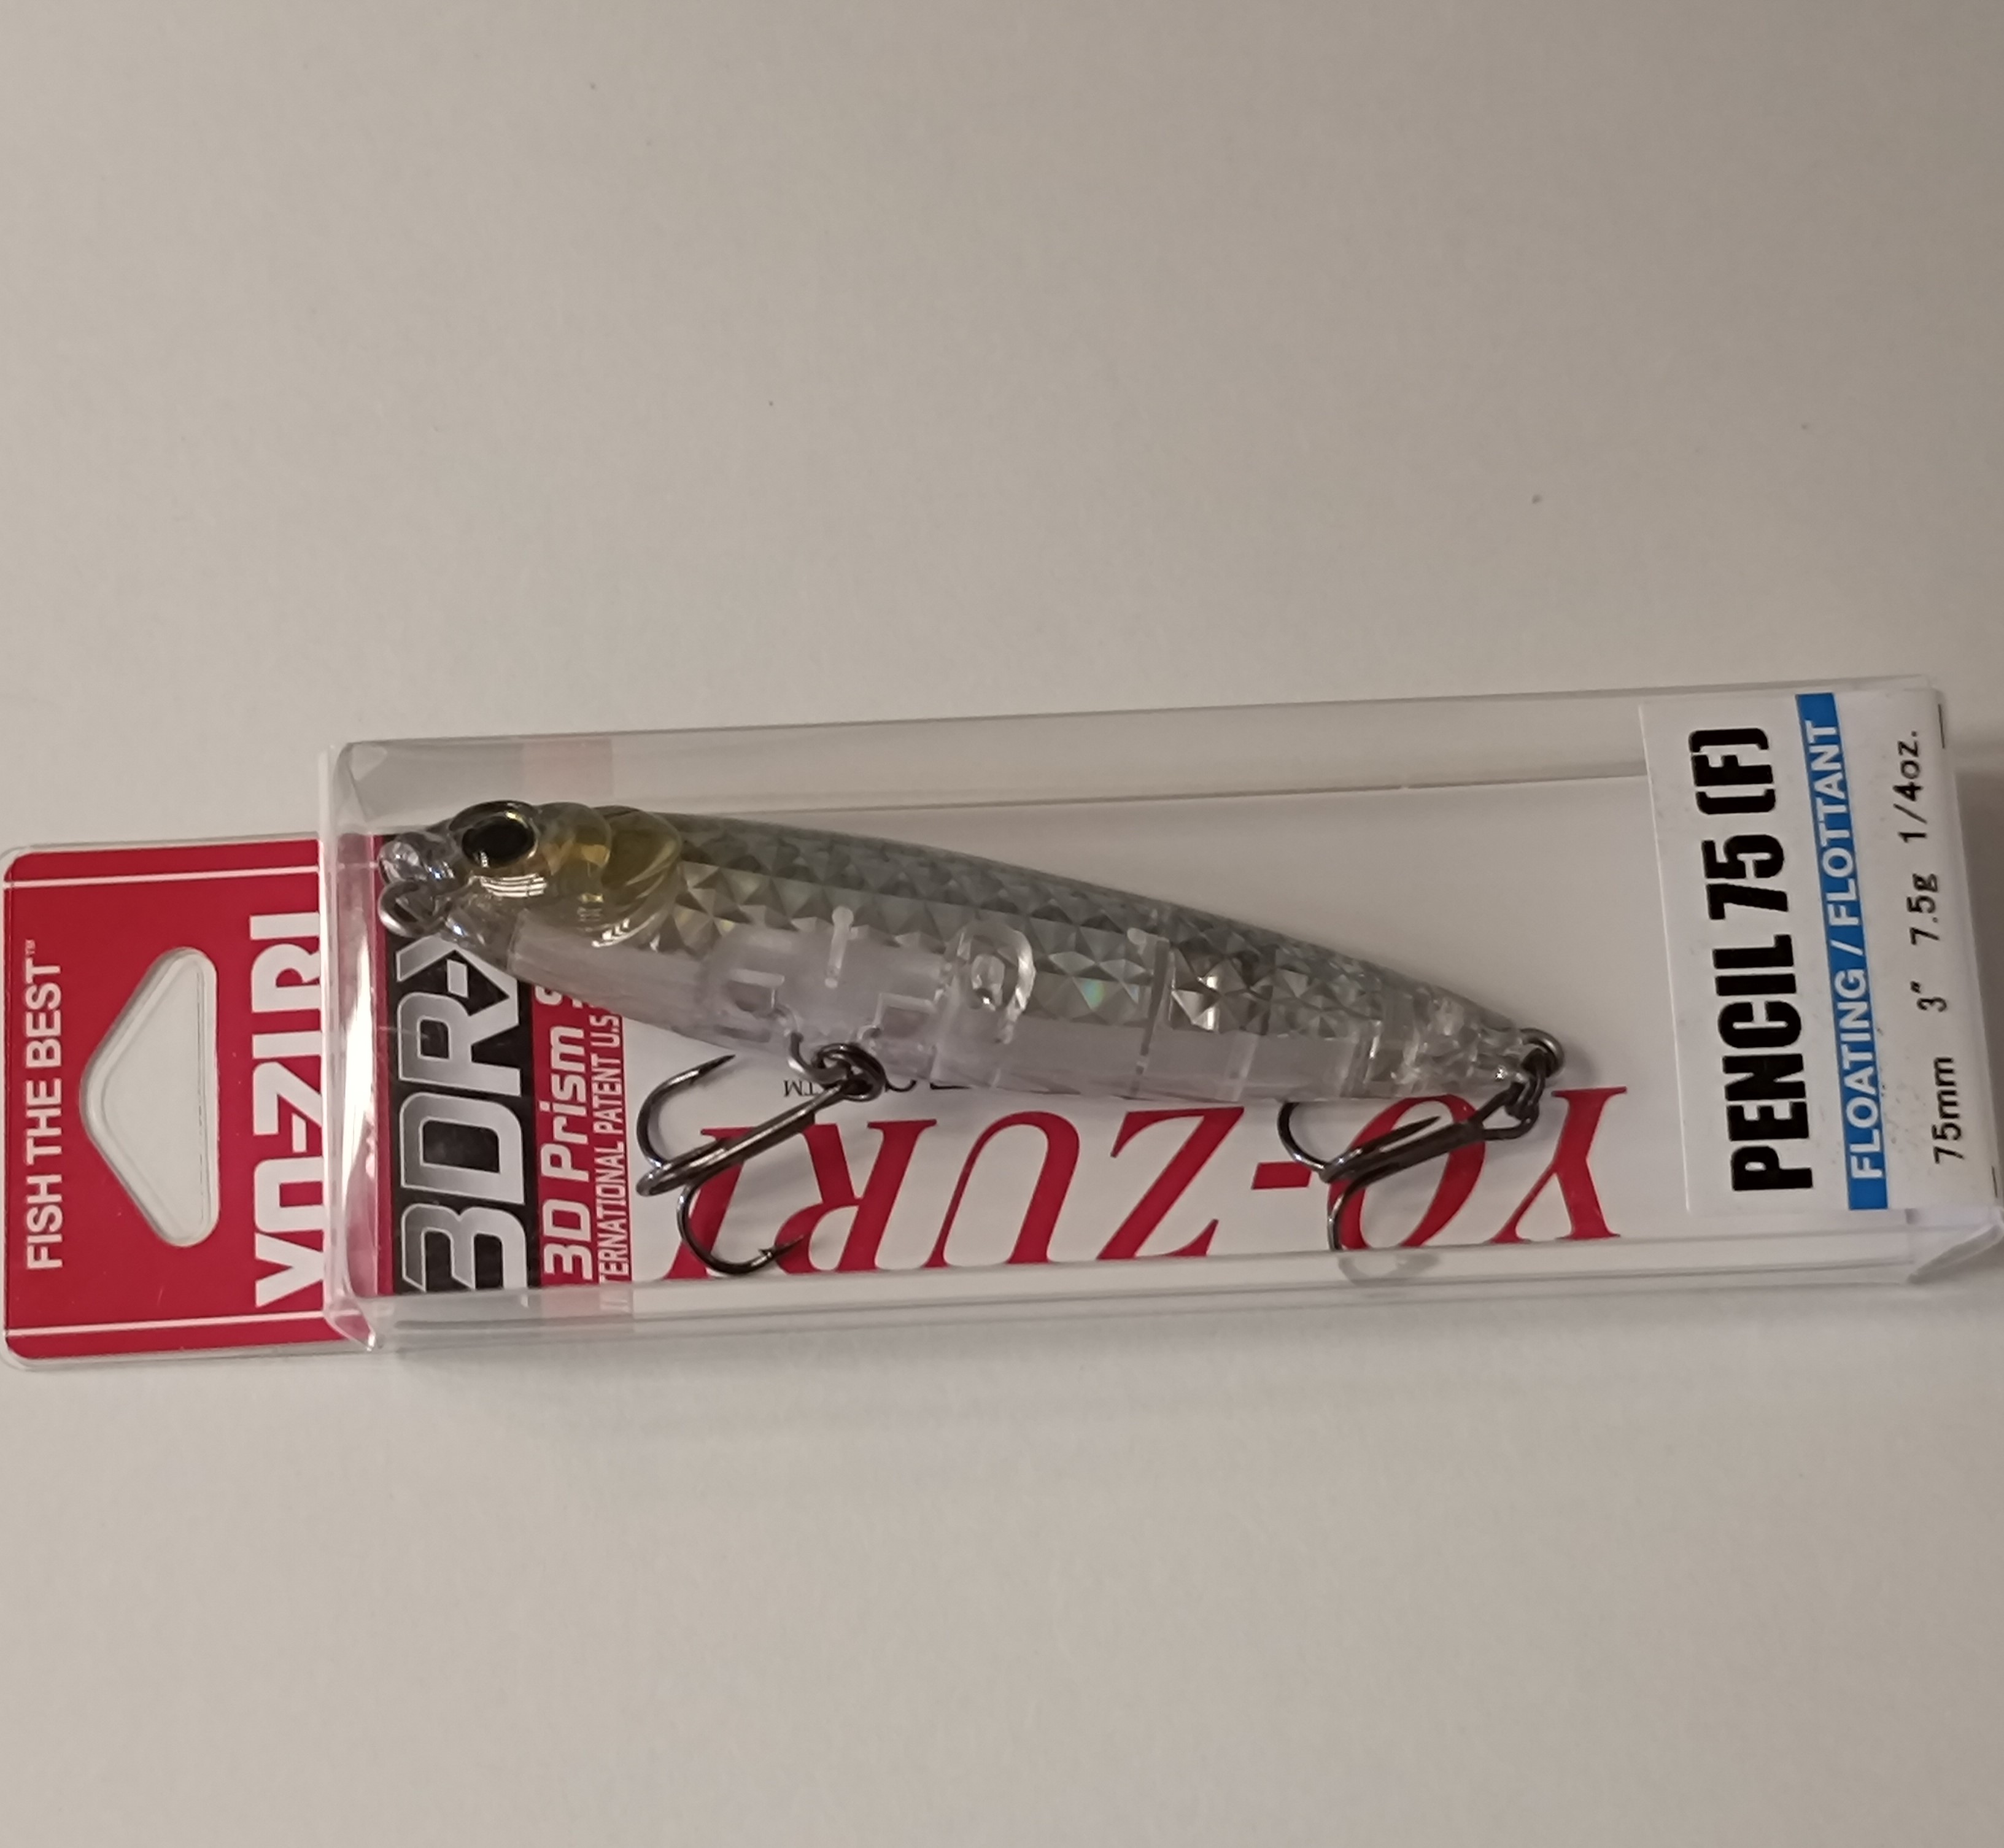 FISH THE BEST™
YO-ZURI
3DR-X
3D Prism
INTERNATIONAL PATENT U.S.
YO-ZURI
TM
PENCIL 75 (F)
FLOATING / FLOTTANT
75mm 3" 7.5g 1/4oz.